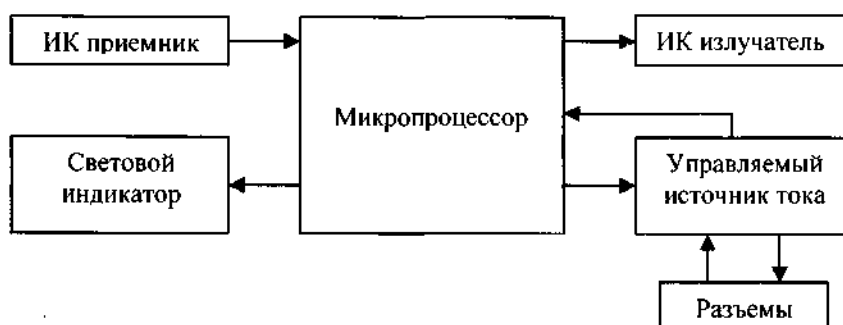 ИК приемник
ИК излучатель
Микропроцессор
Световой
индикатор
Управляемый
источник тока
Разъемы